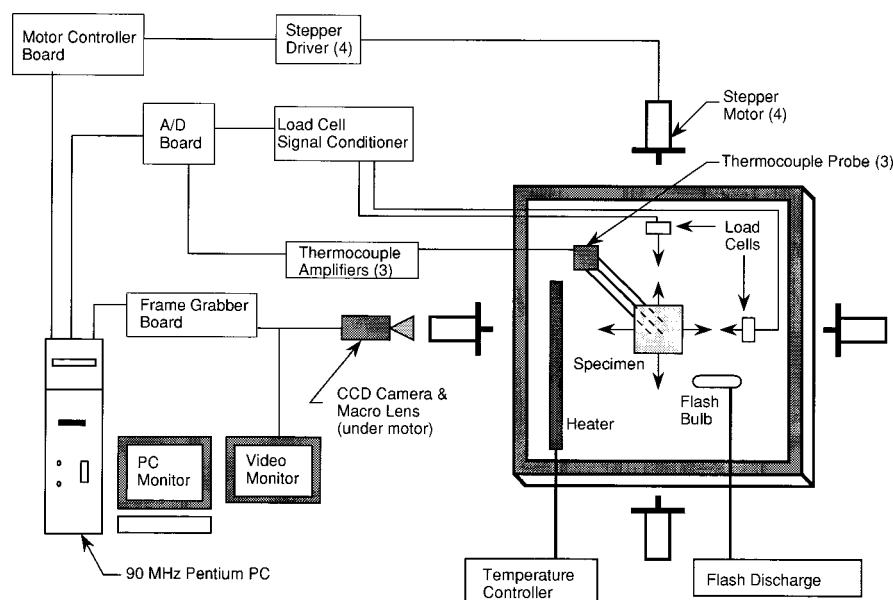 Motor Controller
Board
Stepper
Driver (4)
Stepper
Motor (4)
A/D
Board
Load Cell
Signal Conditioner
Thermocouple Probe (3)
Load
Cells
Thermocouple
Amplifiers (3)
Frame Grabber
Board
Specimen
CCD Camera &
Macro Lens
(under motor)
Flash
Bulb
Heater
PC
Monitor
Video
Monitor
90 MHz Pentium PC
Temperature
Controller
Flash Discharge